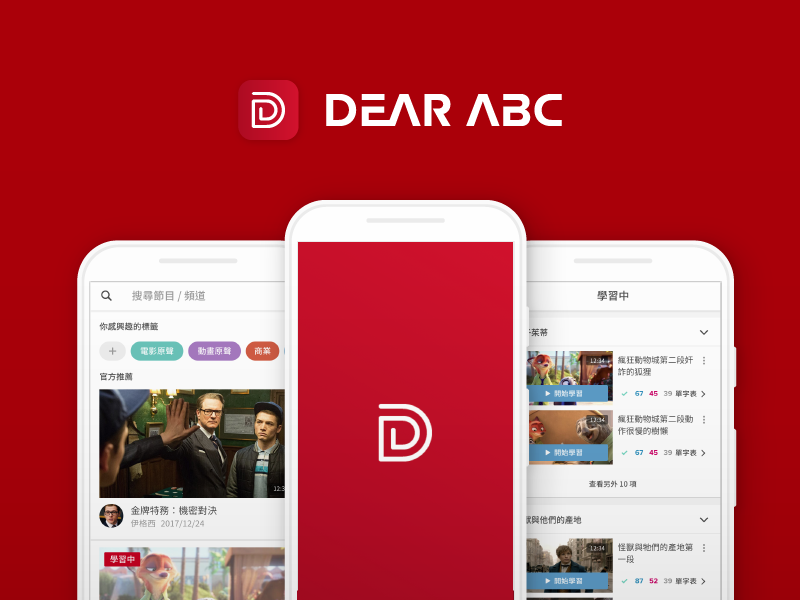 DEAR ABC
搜尋節目 / 頻道
你感興趣的標籤
電影原聲
動畫原聲
商業
官方推薦
12:3
金牌特務：機密對決
伊格西 2017/12/24
學習中
學習中
茱蒂
12:34
瘋狂動物城第二段奸
詐的狐狸
開始學習
67 45 39 單字表
12:34
瘋狂動物城第二段動
作很慢的樹懶
開始學習
67 45 39 單字表
查看另外 10 項
獸與他們的產地
12:34
怪獸與牠們的產地第
一段
開始學習
87 52 39 單字表